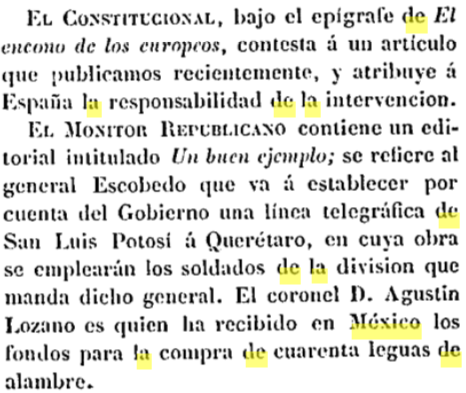 EL CONSTITUCIONAL, bajo el epígrafe de El
encono de los europeos, contesta á un artículo
que publicamos recientemente, y atribuye á
España la responsabilidad de la intervencion.
EL MONITOR REPUBLICANO contiene un edi-
torial intitulado Un buen ejemplo; se refiere al
general Escobedo que va á establecer por
cuenta del Gobierno una línea telegráfica de
San Luis Potosí á Querétaro, en cuya obra
se emplearán los soldados de la division que
manda dicho general. El coronel D. Agustin
Lozano es quien ha recibido en México los
fondos para la compra de cuarenta leguas de
alambre.